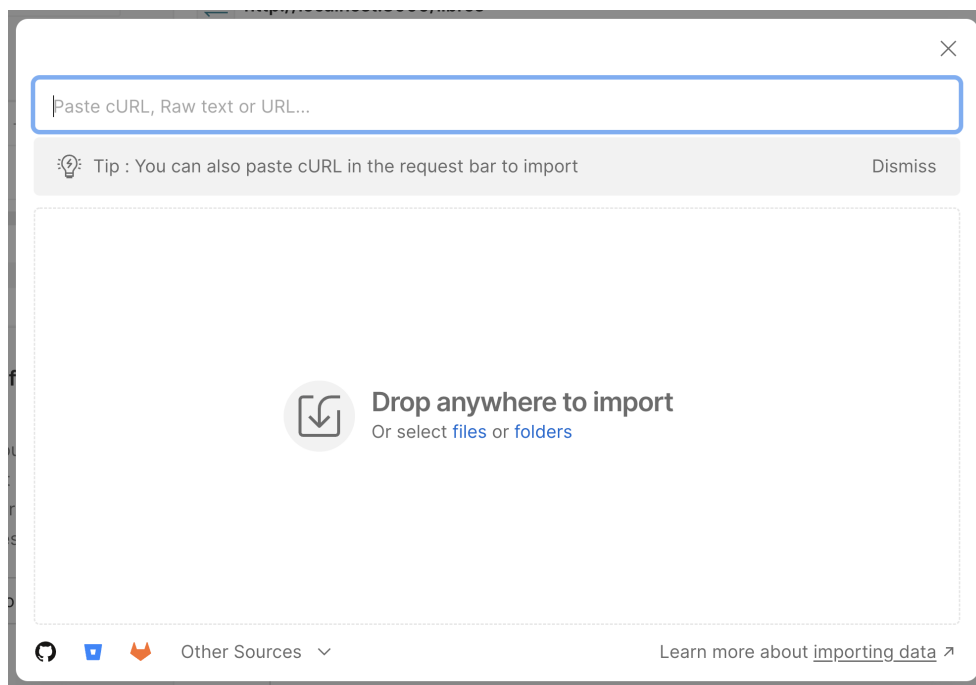 Paste cURL, Raw text or URL...
Tip : You can also paste cURL in the request bar to import
Dismiss
Drop anywhere to import
Or select files or folders
Other Sources
Learn more about importing data ↗